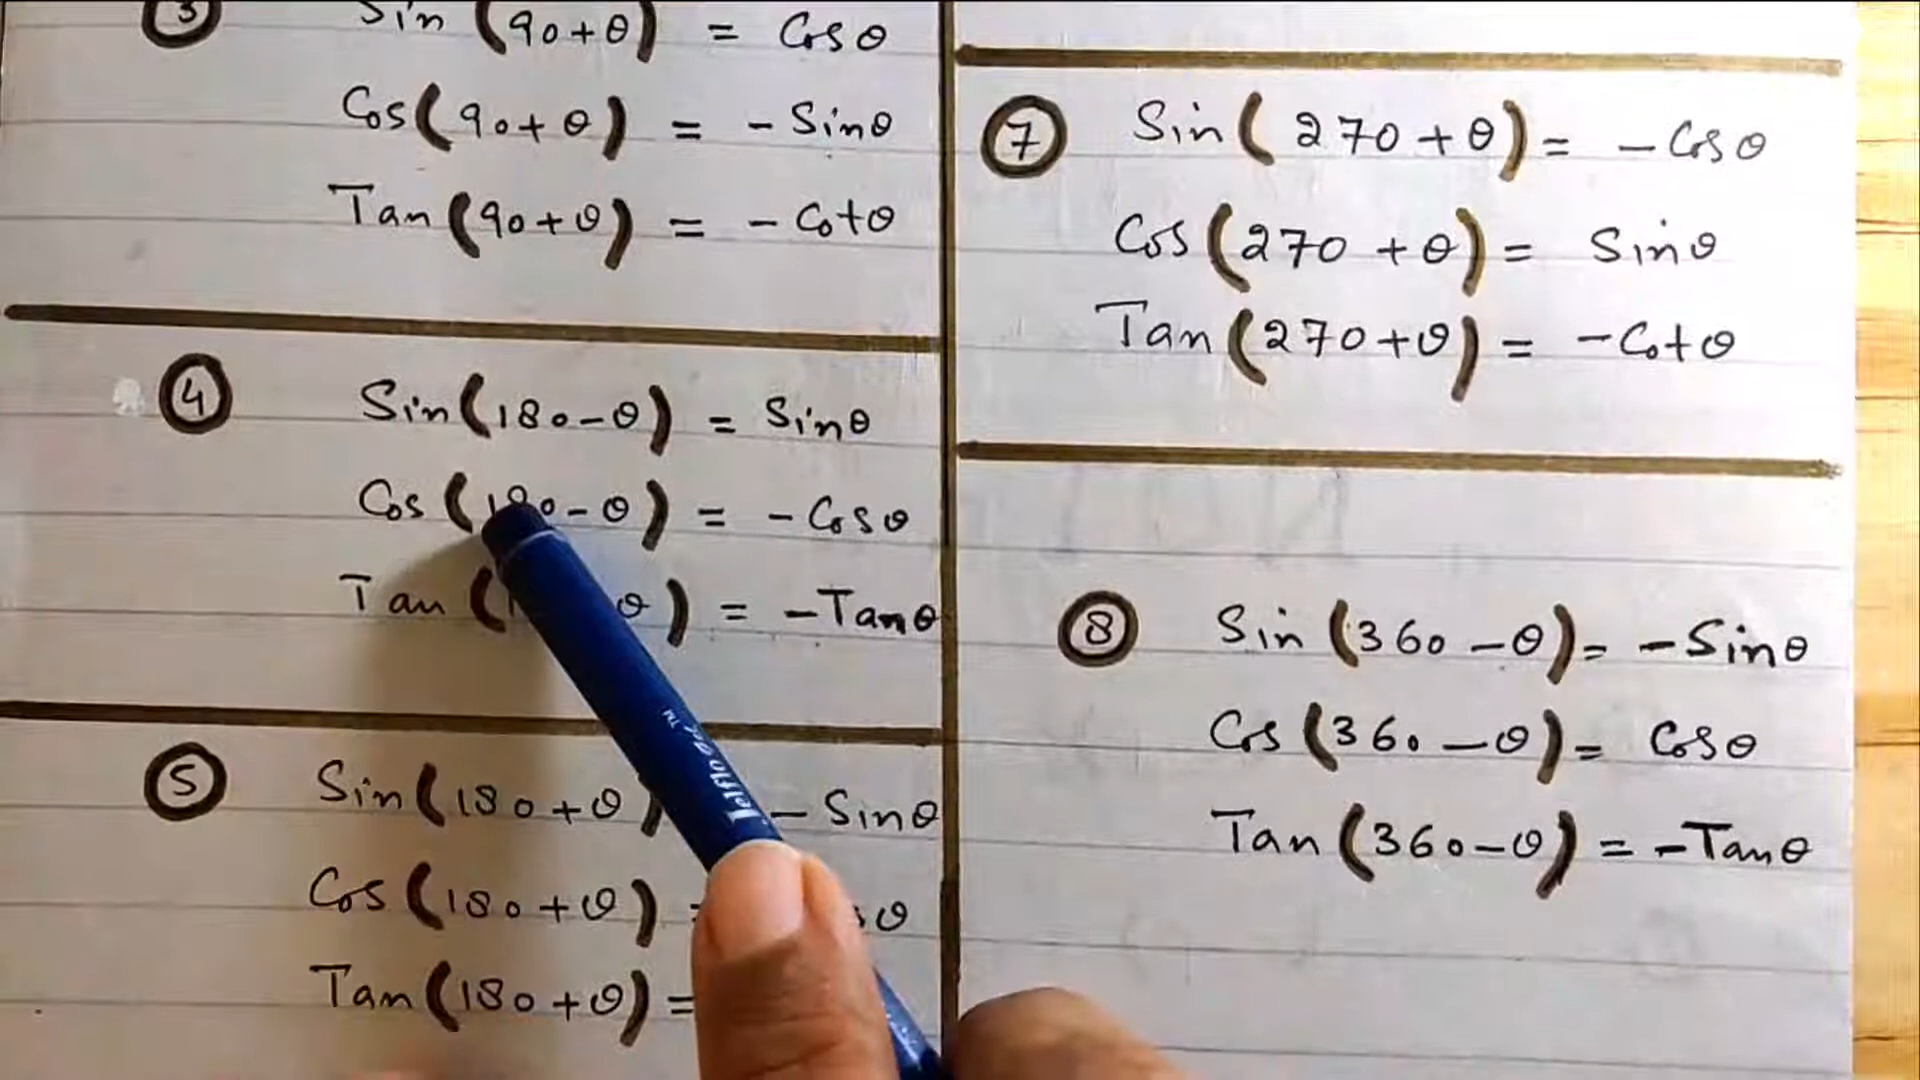 3 Sin (90+θ) = Cosθ
Cos(90+θ) = -Sinθ
Tan (90+θ) = -Cotθ
4 Sin(180-θ) = Sinθ
Cos (180-θ) = -Cosθ
Tan ( θ) = -Tanθ
5 Sin(180+θ) - Sinθ
Cos (180+θ) = θ
Tan(180+θ) =
7 Sin( 270+θ) = -Cosθ
Cos(270 +θ) = Sinθ
Tan(270+θ) = -Cotθ
8 Sin (360-θ) = -Sinθ
Cos (360-θ) = Cosθ
Tan (360-θ) = -Tanθ